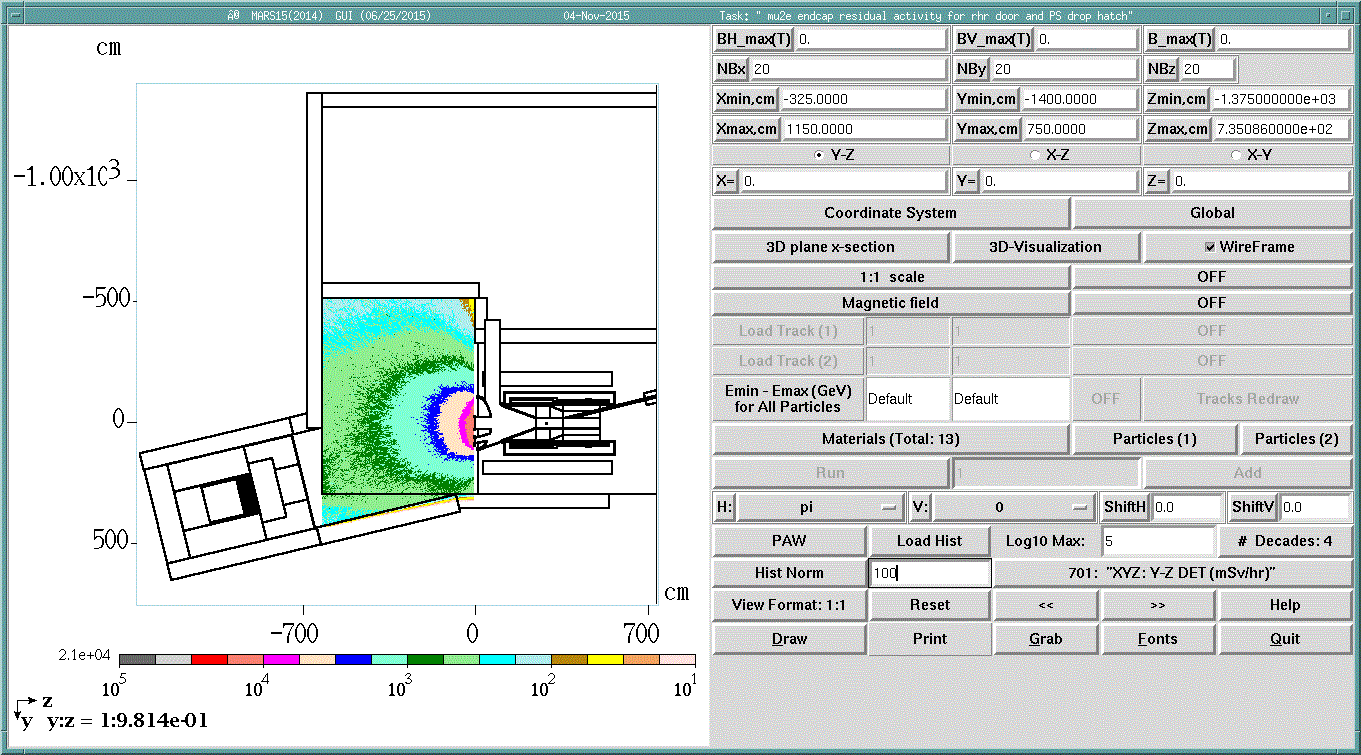 MARS15(2014) GUI (06/25/2015) 04-Nov-2015 Task: " mu2e endcap residual activity for rhr door and PS drop hatch"
BH_max(T) 0. BV_max(T) 0. B_max(T) 0.
NBx 20 NBy 20 NBz 20
Xmin,cm -325.0000 Ymin,cm -1400.0000 Zmin,cm -1.375000000e+03
Xmax,cm 1150.0000 Ymax,cm 750.0000 Zmax,cm 7.350860000e+02
Y-Z X-Z X-Y
X= 0. Y= 0. Z= 0.
Coordinate System Global
3D plane x-section 3D-Visualization WireFrame
1:1 scale OFF
Magnetic field OFF
Load Track (1) 1 1 OFF
Load Track (2) 1 1 OFF
Emin - Emax (GeV)
for All Particles Default Default OFF Tracks Redraw
Materials (Total: 13) Particles (1) Particles (2)
Run 1 Add
H: pi V: 0 ShiftH 0.0 ShiftV 0.0
PAW Load Hist Log10 Max: 5 # Decades: 4
Hist Norm 100 701: "XYZ: Y-Z DET (mSv/hr)"
View Format: 1:1 Reset << >> Help
Draw Print Grab Fonts Quit
cm
-1.00x10³
-500
0
500
cm
-700 0 700
2.1e+04
10⁵ 10⁴ 10³ 10² 10¹
z
y y:z = 1:9.814e-01